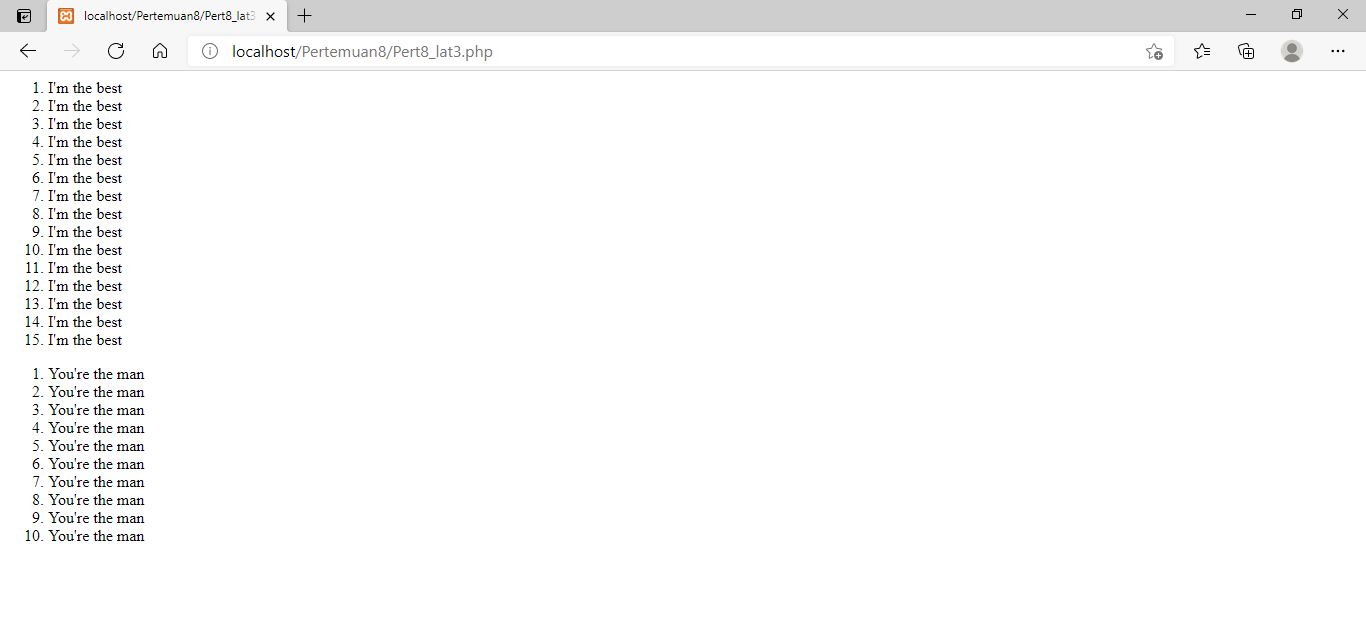 localhost/Pertemuan8/Pert8_lat3
localhost/Pertemuan8/Pert8_lat3.php
1. I'm the best
2. I'm the best
3. I'm the best
4. I'm the best
5. I'm the best
6. I'm the best
7. I'm the best
8. I'm the best
9. I'm the best
10. I'm the best
11. I'm the best
12. I'm the best
13. I'm the best
14. I'm the best
15. I'm the best
1. You're the man
2. You're the man
3. You're the man
4. You're the man
5. You're the man
6. You're the man
7. You're the man
8. You're the man
9. You're the man
10. You're the man